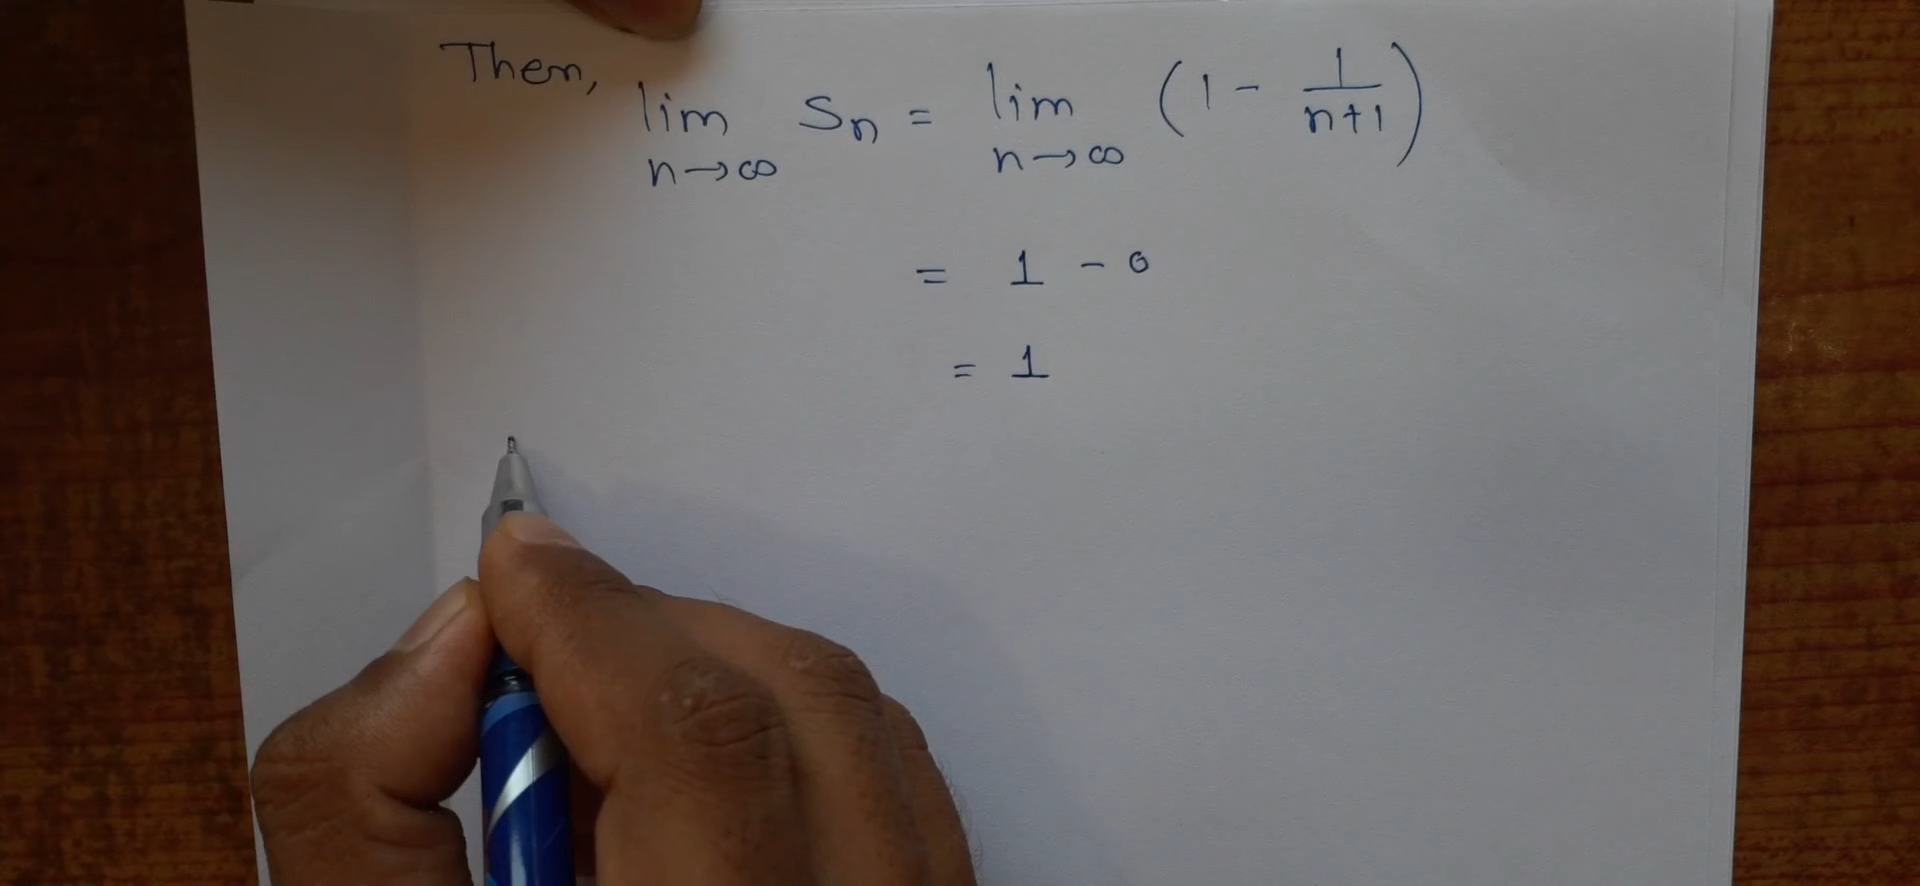 Then,
lim Sn = lim (1 - 1/(n+1))
n→∞ n→∞
= 1 - 0
= 1